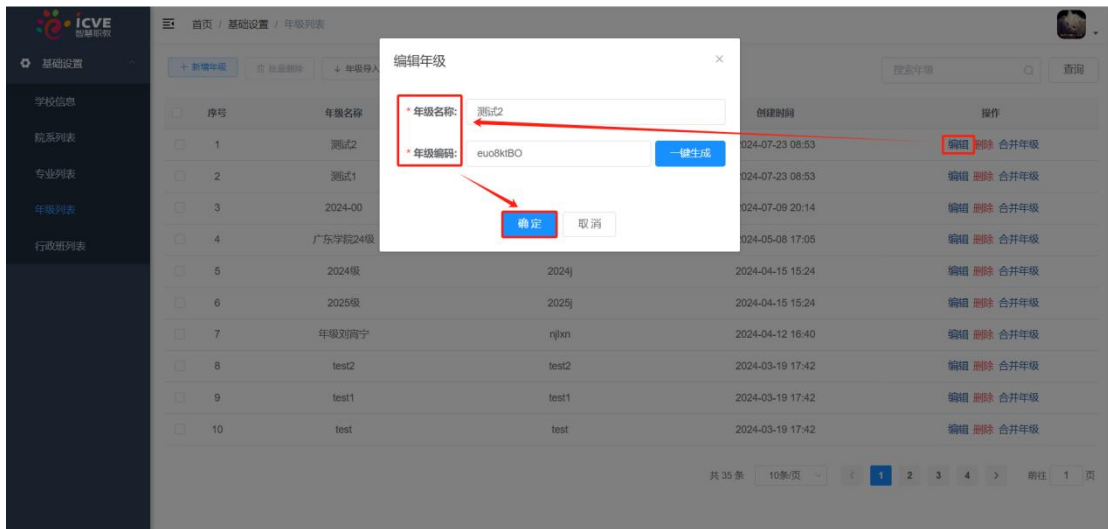 icve
智慧职教
首页 / 基础设置 / 年级列表
基础设置
学校信息
院系列表
专业列表
年级列表
行政班列表
+ 新增年级 批量删除 年级导入 搜索年级 查询
编辑年级 ×
* 年级名称: 测试2
* 年级编码: euo8ktBO 一键生成
确定 取消
序号 年级名称 创建时间 操作
1 测试2 2024-07-23 08:53 编辑 删除 合并年级
2 测试1 2024-07-23 08:53 编辑 删除 合并年级
3 2024-00 2024-07-09 20:14 编辑 删除 合并年级
4 广东学院24级 2024-05-08 17:05 编辑 删除 合并年级
5 2024级 2024j 2024-04-15 15:24 编辑 删除 合并年级
6 2025级 2025j 2024-04-15 15:24 编辑 删除 合并年级
7 年级刘宵宁 njlxn 2024-04-12 16:40 编辑 删除 合并年级
8 test2 test2 2024-03-19 17:42 编辑 删除 合并年级
9 test1 test1 2024-03-19 17:42 编辑 删除 合并年级
10 test test 2024-03-19 17:42 编辑 删除 合并年级
共 35 条 10条/页 < 1 2 3 4 > 前往 1 页